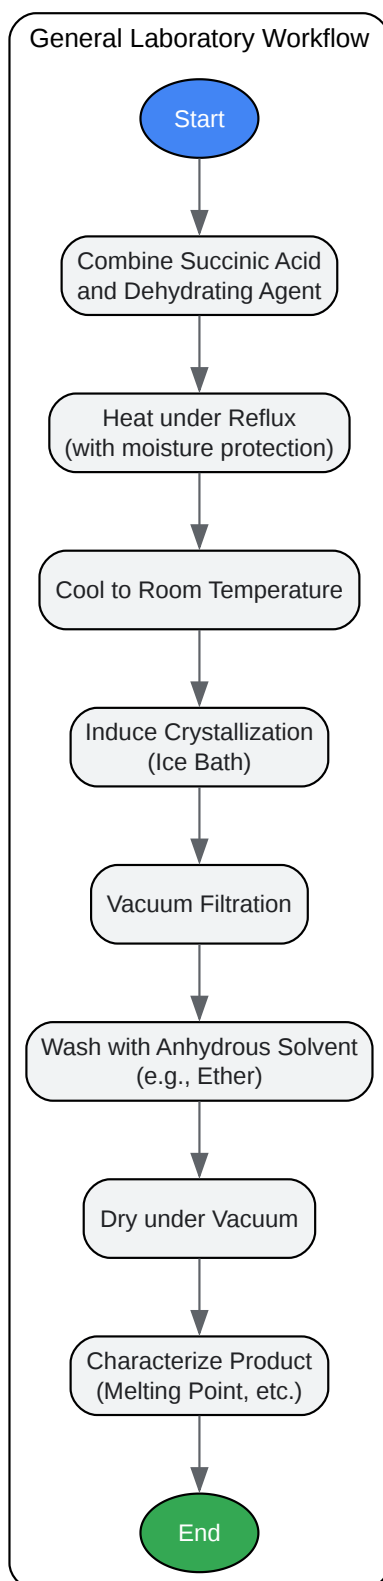 General Laboratory Workflow
Start
Combine Succinic Acid
and Dehydrating Agent
Heat under Reflux
(with moisture protection)
Cool to Room Temperature
Induce Crystallization
(Ice Bath)
Vacuum Filtration
Wash with Anhydrous Solvent
(e.g., Ether)
Dry under Vacuum
Characterize Product
(Melting Point, etc.)
End